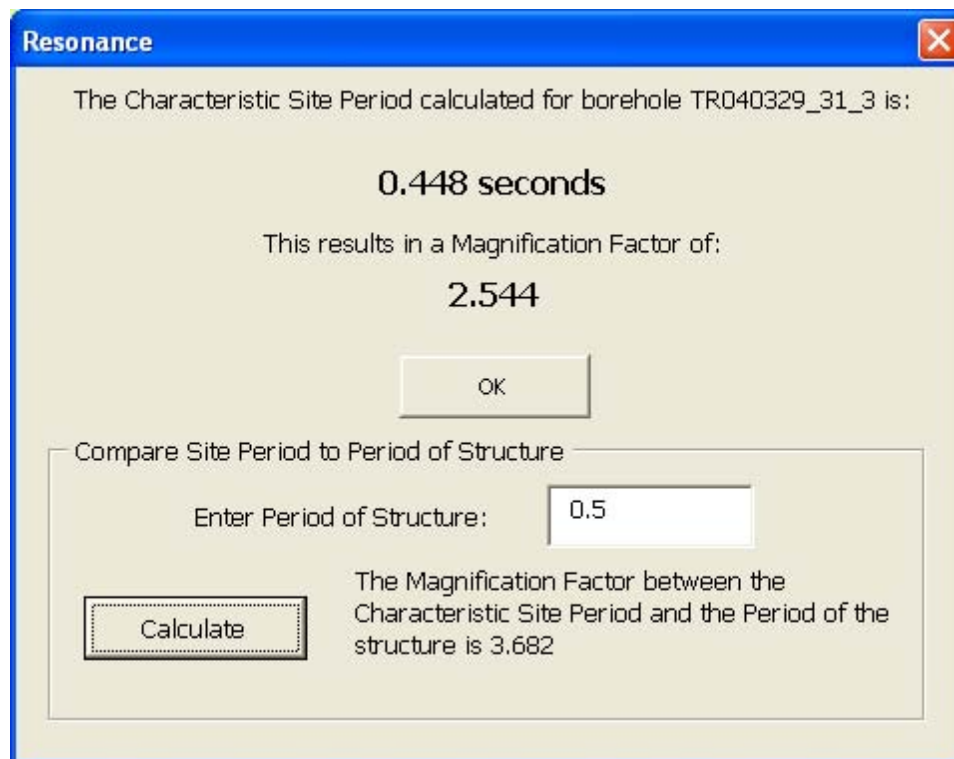 Resonance
The Characteristic Site Period calculated for borehole TR040329_31_3 is:
0.448 seconds
This results in a Magnification Factor of:
2.544
OK
Compare Site Period to Period of Structure
Enter Period of Structure:
0.5
Calculate
The Magnification Factor between the
Characteristic Site Period and the Period of the
structure is 3.682